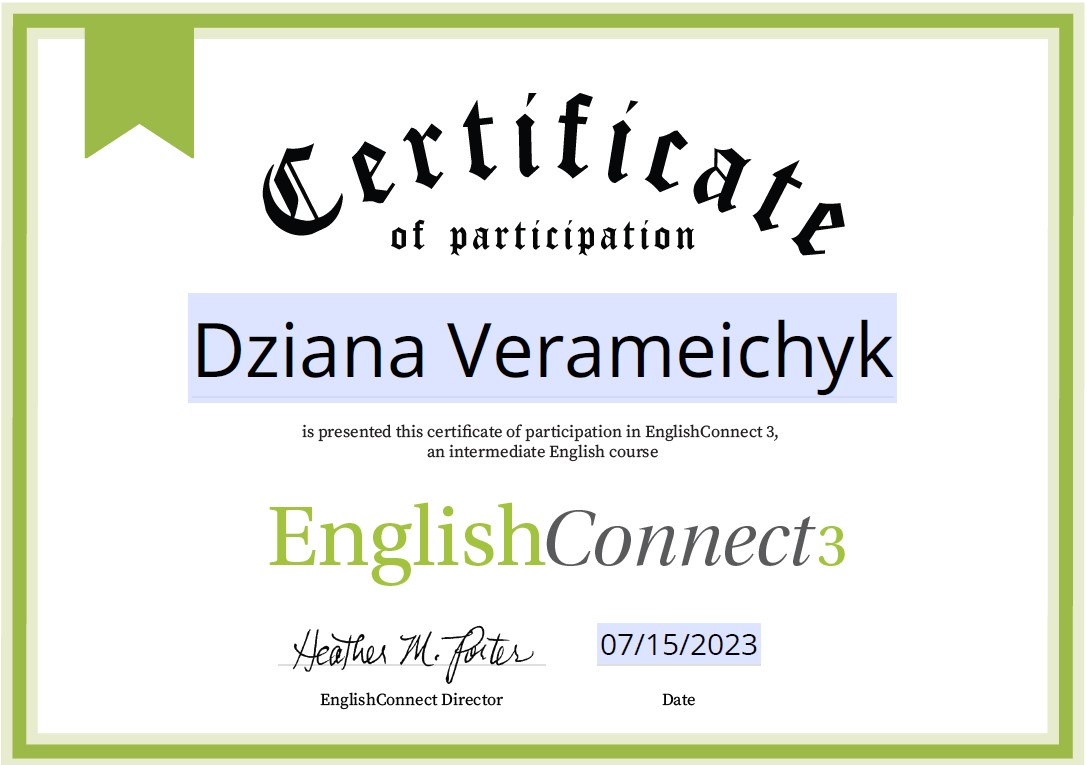 Certificate
of participation
Dziana Verameichyk
is presented this certificate of participation in EnglishConnect 3,
an intermediate English course
EnglishConnect3
Heather M. Porter
07/15/2023
EnglishConnect Director
Date